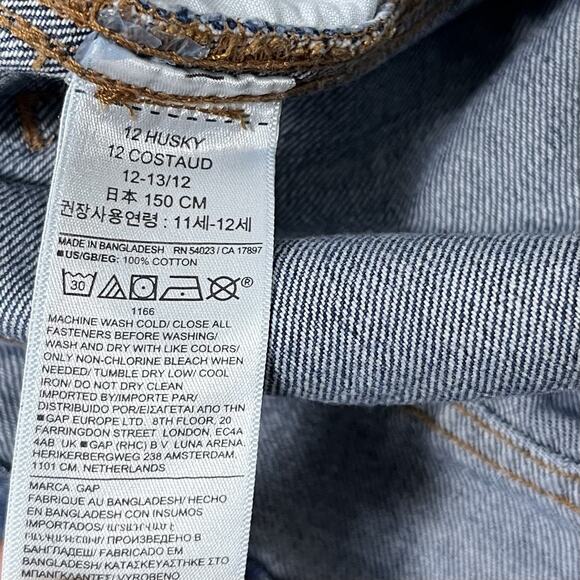 12 HUSKY
12 COSTAUD
12-13/12
日本 150 CM
권장사용연령 : 11세-12세
MADE IN BANGLADESH RN 54023 / CA 17897
■US/GB/EG: 100% COTTON
30
R
1166
MACHINE WASH COLD/ CLOSE ALL
FASTENERS BEFORE WASHING/
WASH AND DRY WITH LIKE COLORS/
ONLY NON-CHLORINE BLEACH WHEN
NEEDED/ TUMBLE DRY LOW/ COOL
IRON/ DO NOT DRY CLEAN
IMPORTED BY/IMPORTE PAR/
DISTRIBUIDO POR/ΕΙΣΑΓΕΤΑΙ ΑΠΟ ΤΗΝ
■GAP EUROPE LTD. 8TH FLOOR, 20
FARRINGDON STREET LONDON, EC4A
4AB UK ■GAP (RHC) B.V LUNA ARENA,
HERIKERBERGWEG 238 AMSTERDAM,
1101 CM, NETHERLANDS.
MARCA. GAP
FABRIQUE AU BANGLADESH/ HECHO
EN BANGLADESH CON INSUMOS
IMPORTADOS/ ПРОИЗВЕДЕНО В
БАНГЛАДЕШ/ FABRICADO EM
BANGLADESH/ ΚΑΤΑΣΚΕΥΑΣΤΗΚΕ ΣΤΟ
ΜΠΑΝΓΚΛΑΝΤΕΣ/ VYROBENO